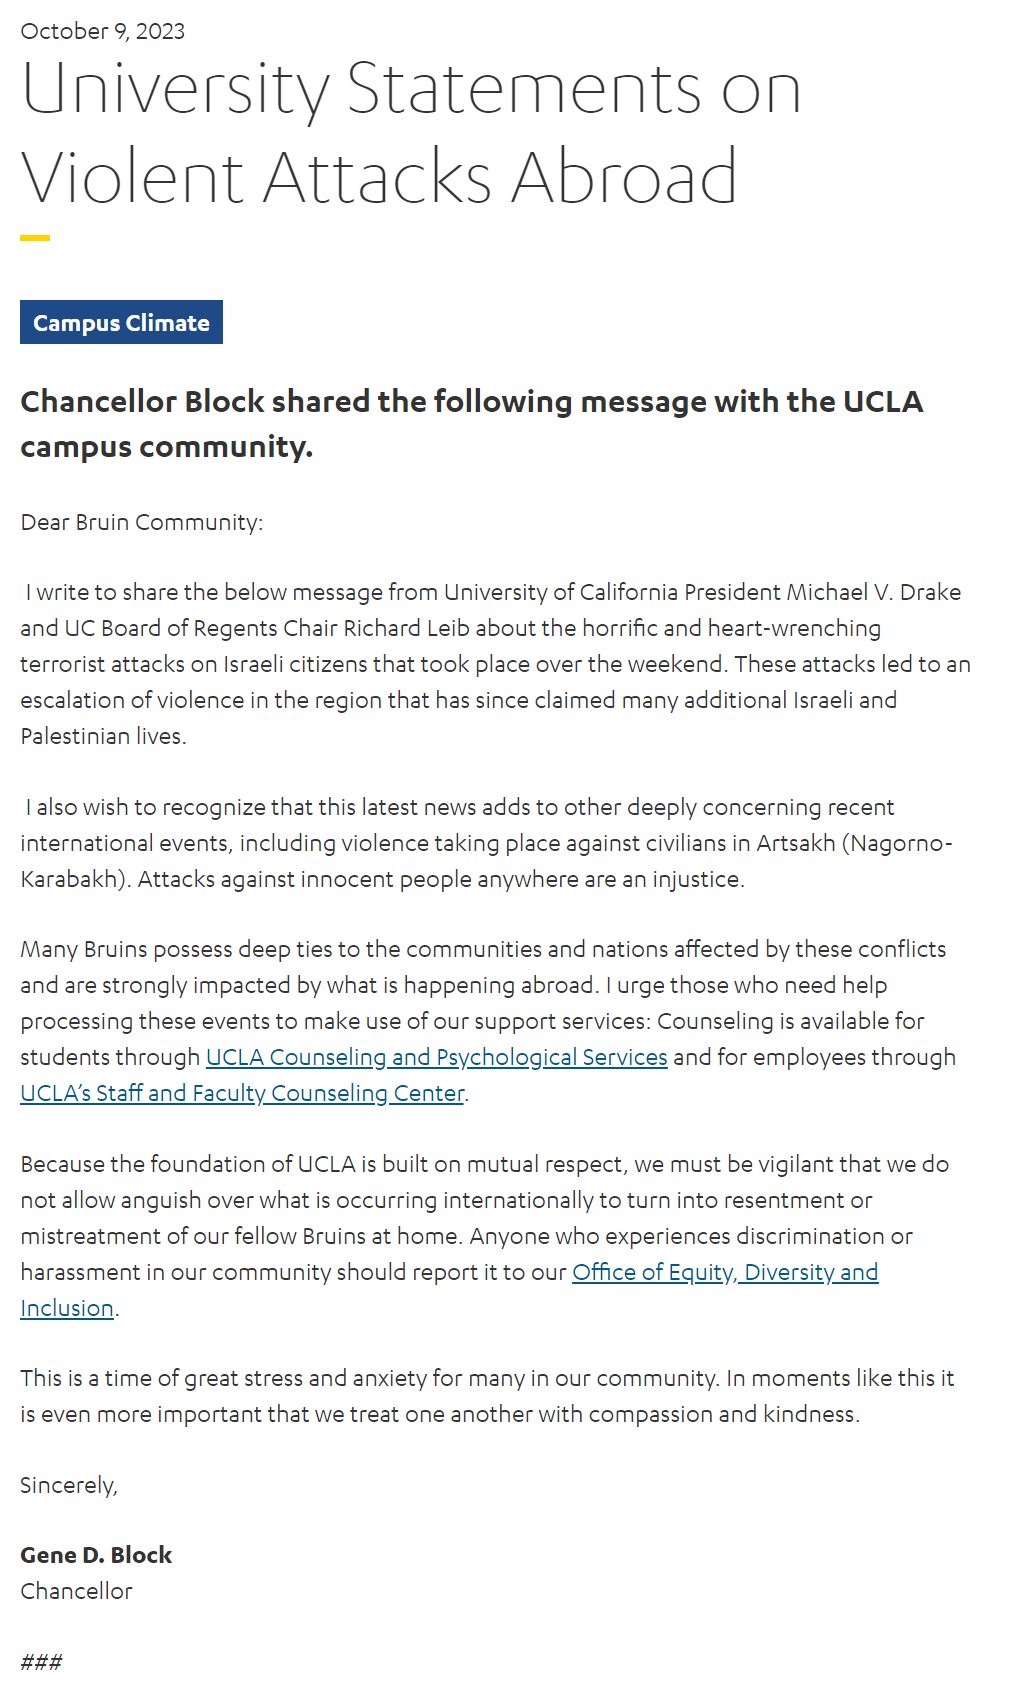 October 9, 2023
University Statements on
Violent Attacks Abroad
Campus Climate
Chancellor Block shared the following message with the UCLA
campus community.
Dear Bruin Community:
I write to share the below message from University of California President Michael V. Drake
and UC Board of Regents Chair Richard Leib about the horrific and heart-wrenching
terrorist attacks on Israeli citizens that took place over the weekend. These attacks led to an
escalation of violence in the region that has since claimed many additional Israeli and
Palestinian lives.
I also wish to recognize that this latest news adds to other deeply concerning recent
international events, including violence taking place against civilians in Artsakh (Nagorno-
Karabakh). Attacks against innocent people anywhere are an injustice.
Many Bruins possess deep ties to the communities and nations affected by these conflicts
and are strongly impacted by what is happening abroad. I urge those who need help
processing these events to make use of our support services: Counseling is available for
students through UCLA Counseling and Psychological Services and for employees through
UCLA’s Staff and Faculty Counseling Center.
Because the foundation of UCLA is built on mutual respect, we must be vigilant that we do
not allow anguish over what is occurring internationally to turn into resentment or
mistreatment of our fellow Bruins at home. Anyone who experiences discrimination or
harassment in our community should report it to our Office of Equity, Diversity and
Inclusion.
This is a time of great stress and anxiety for many in our community. In moments like this it
is even more important that we treat one another with compassion and kindness.
Sincerely,
Gene D. Block
Chancellor
###